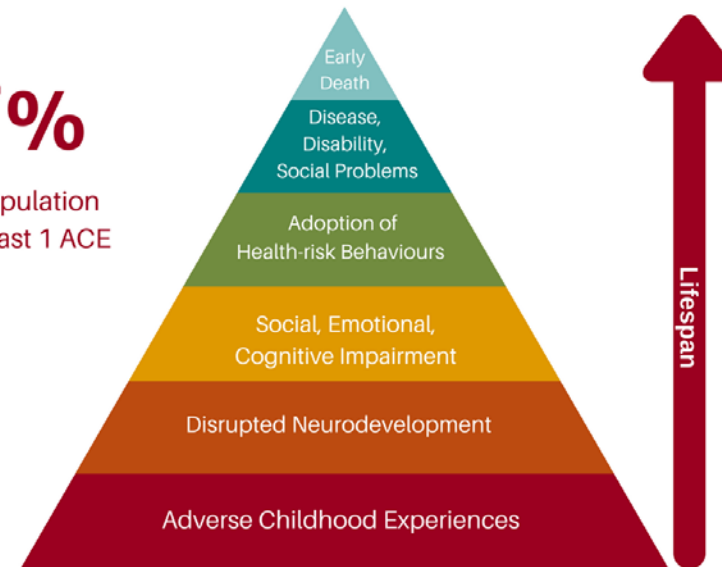 %
ast 1 ACE
Early
Death
Disease,
Disability,
Social Problems
Adoption of
Health-risk Behaviours
Social, Emotional,
Cognitive Impairment
Disrupted Neurodevelopment
Adverse Childhood Experiences
Lifespan